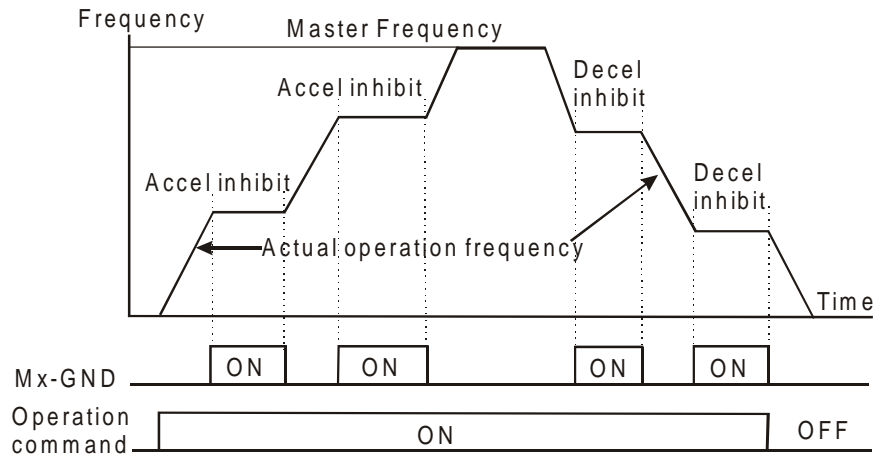 Frequency
Master Frequency
Accel inhibit
Decel
inhibit
Accel inhibit
Decel
inhibit
Actual operation frequency
Time
Mx-GND
ON
ON
ON
ON
Operation
command
ON
OFF